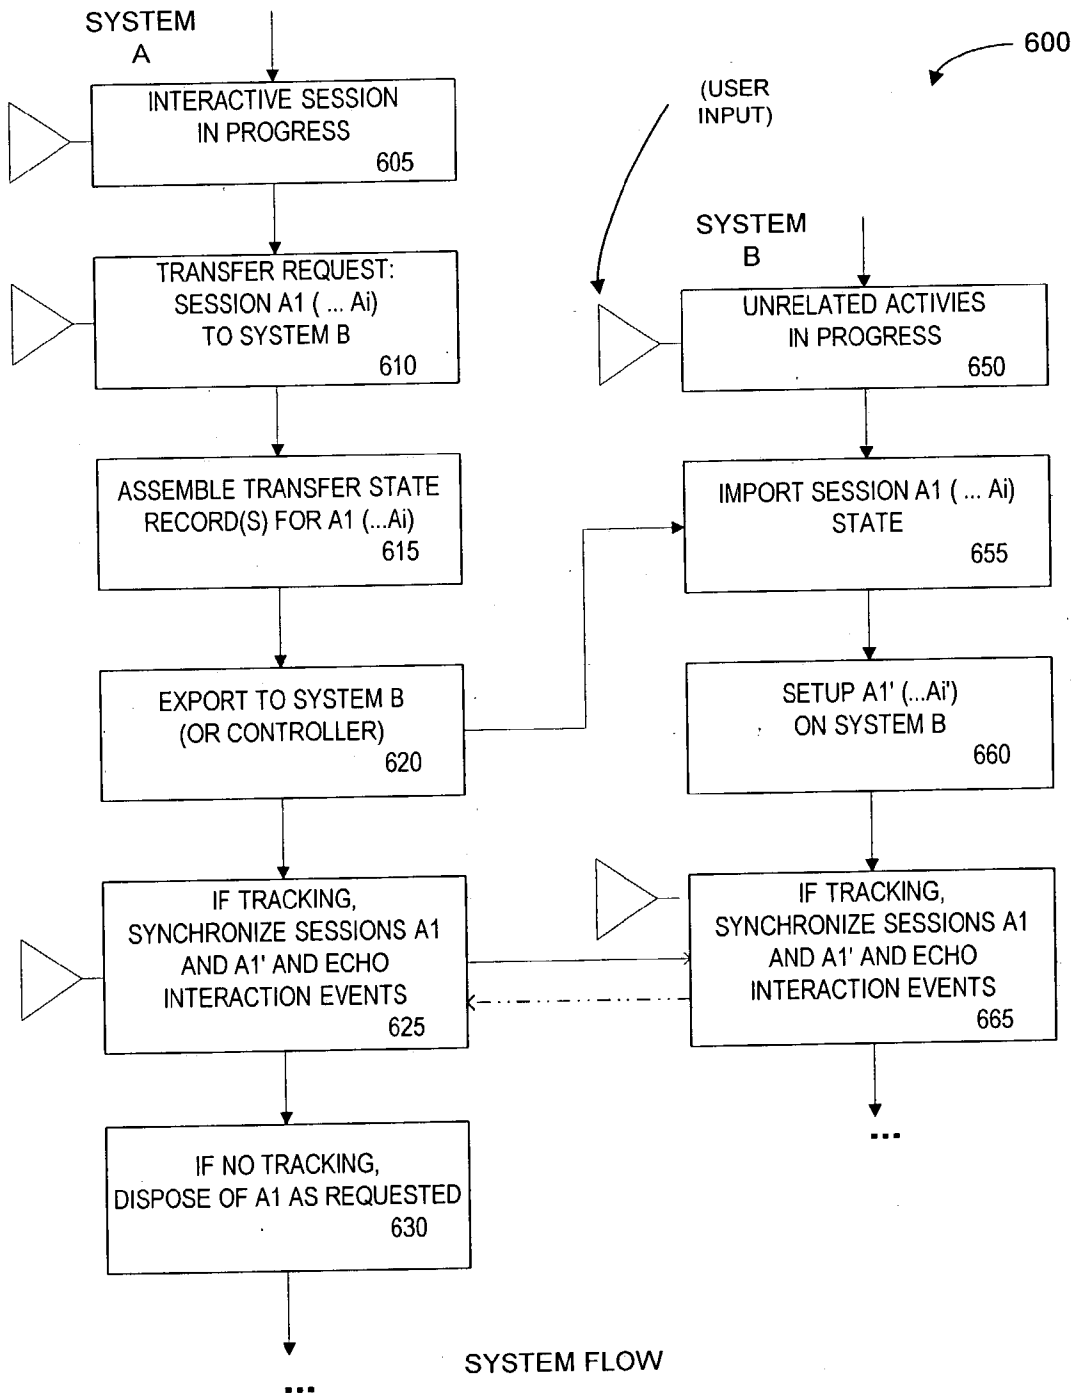 SYSTEM
A
600
(USER
INPUT)
INTERACTIVE SESSION
IN PROGRESS
605
TRANSFER REQUEST:
SESSION A1 ( ... Ai)
TO SYSTEM B
610
ASSEMBLE TRANSFER STATE
RECORD(S) FOR A1 (...Ai)
615
EXPORT TO SYSTEM B
(OR CONTROLLER)
620
IF TRACKING,
SYNCHRONIZE SESSIONS A1
AND A1' AND ECHO
INTERACTION EVENTS
625
IF NO TRACKING,
DISPOSE OF A1 AS REQUESTED
630
...
SYSTEM
B
UNRELATED ACTIVIES
IN PROGRESS
650
IMPORT SESSION A1 ( ... Ai)
STATE
655
SETUP A1' (...Ai')
ON SYSTEM B
660
IF TRACKING,
SYNCHRONIZE SESSIONS A1
AND A1' AND ECHO
INTERACTION EVENTS
665
...
SYSTEM FLOW